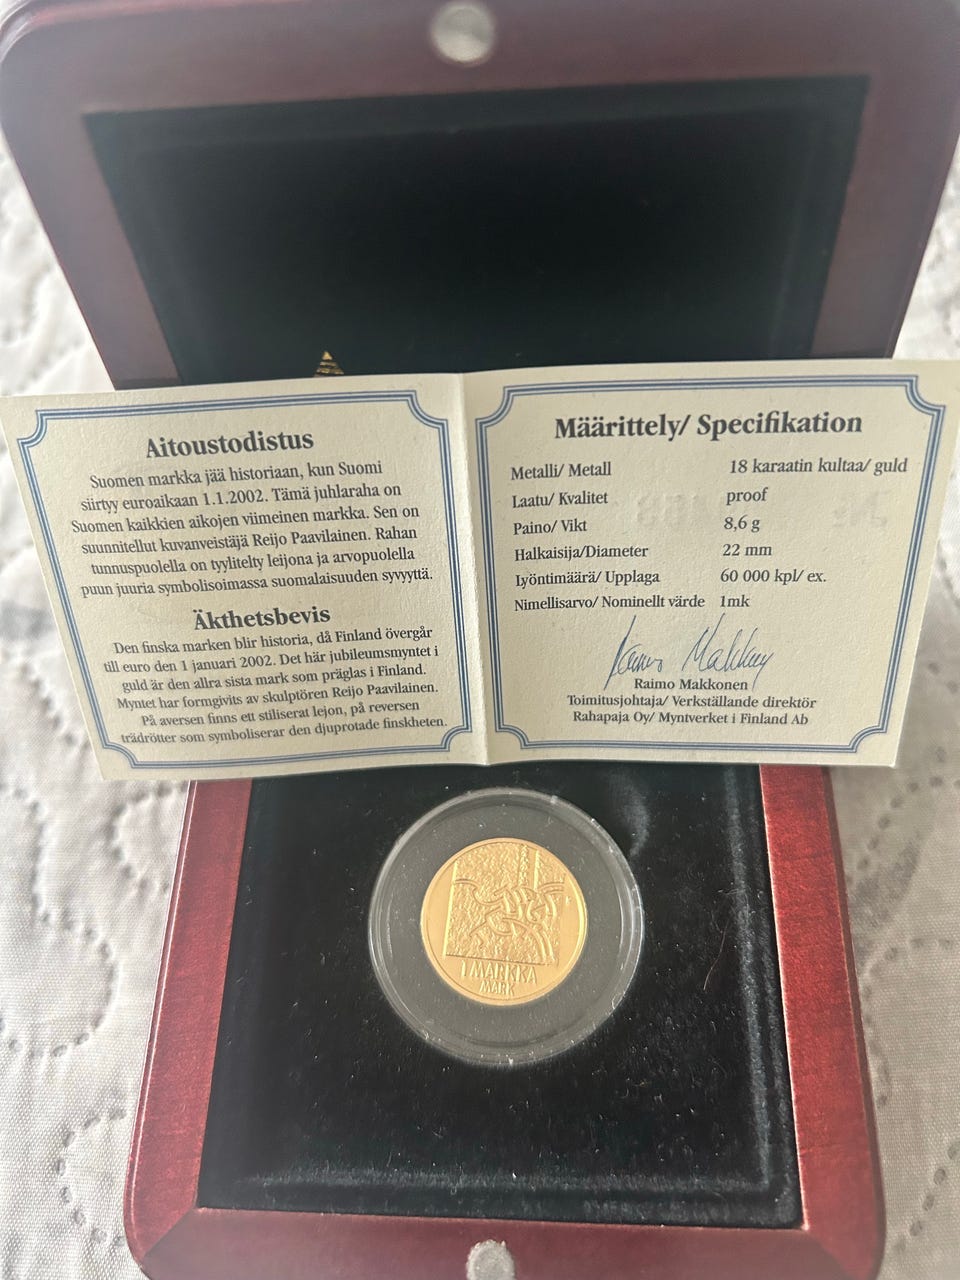 Aitoustodistus
Suomen markka jää historiaan, kun Suomi
siirtyy euroaikaan 1.1.2002. Tämä juhlaraha on
Suomen kaikkien aikojen viimeinen markka. Sen on
suunnitellut kuvanveistäjä Reijo Paavilainen. Rahan
tunnuspuolella on tyylitelty leijona ja arvopuolella
puun juuria symbolisoimassa suomalaisuuden syvyyttä.
Äkthetsbevis
Den finska marken blir historia, då Finland övergår
till euro den 1 januari 2002. Det här jubileumsmyntet i
guld är den allra sista mark som präglas i Finland.
Myntet har formgivits av skulptören Reijo Paavilainen.
På aversen finns ett stiliserat lejon, på reversen
trädrötter som symboliserar den djuprotade finskheten.
Määrittely/ Specifikation
Metalli/ Metall 18 karaatin kultaa/ guld
Laatu/ Kvalitet proof
Paino/ Vikt 8,6 g
Halkaisija/Diameter 22 mm
Lyöntimäärä/ Upplaga 60 000 kpl/ ex.
Nimellisarvo/ Nominellt värde 1mk
Raimo Makkonen
Raimo Makkonen
Toimitusjohtaja/ Verkställande direktör
Rahapaja Oy/ Myntverket i Finland Ab
1 MARKKA
MARK